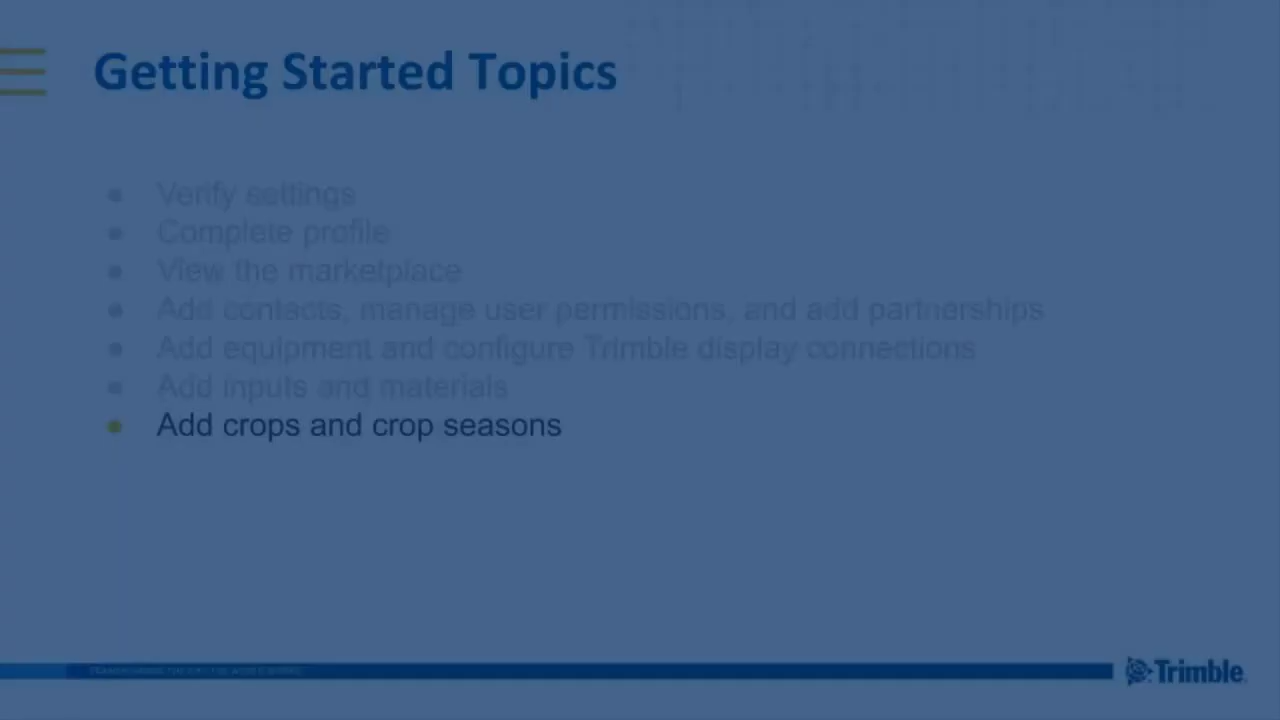 Getting Started Topics
● Verify settings
● Complete profile
● View the marketplace
● Add contacts, manage user permissions, and add partnerships
● Add equipment and configure Trimble display connections
● Add inputs and materials
● Add crops and crop seasons
Trimble